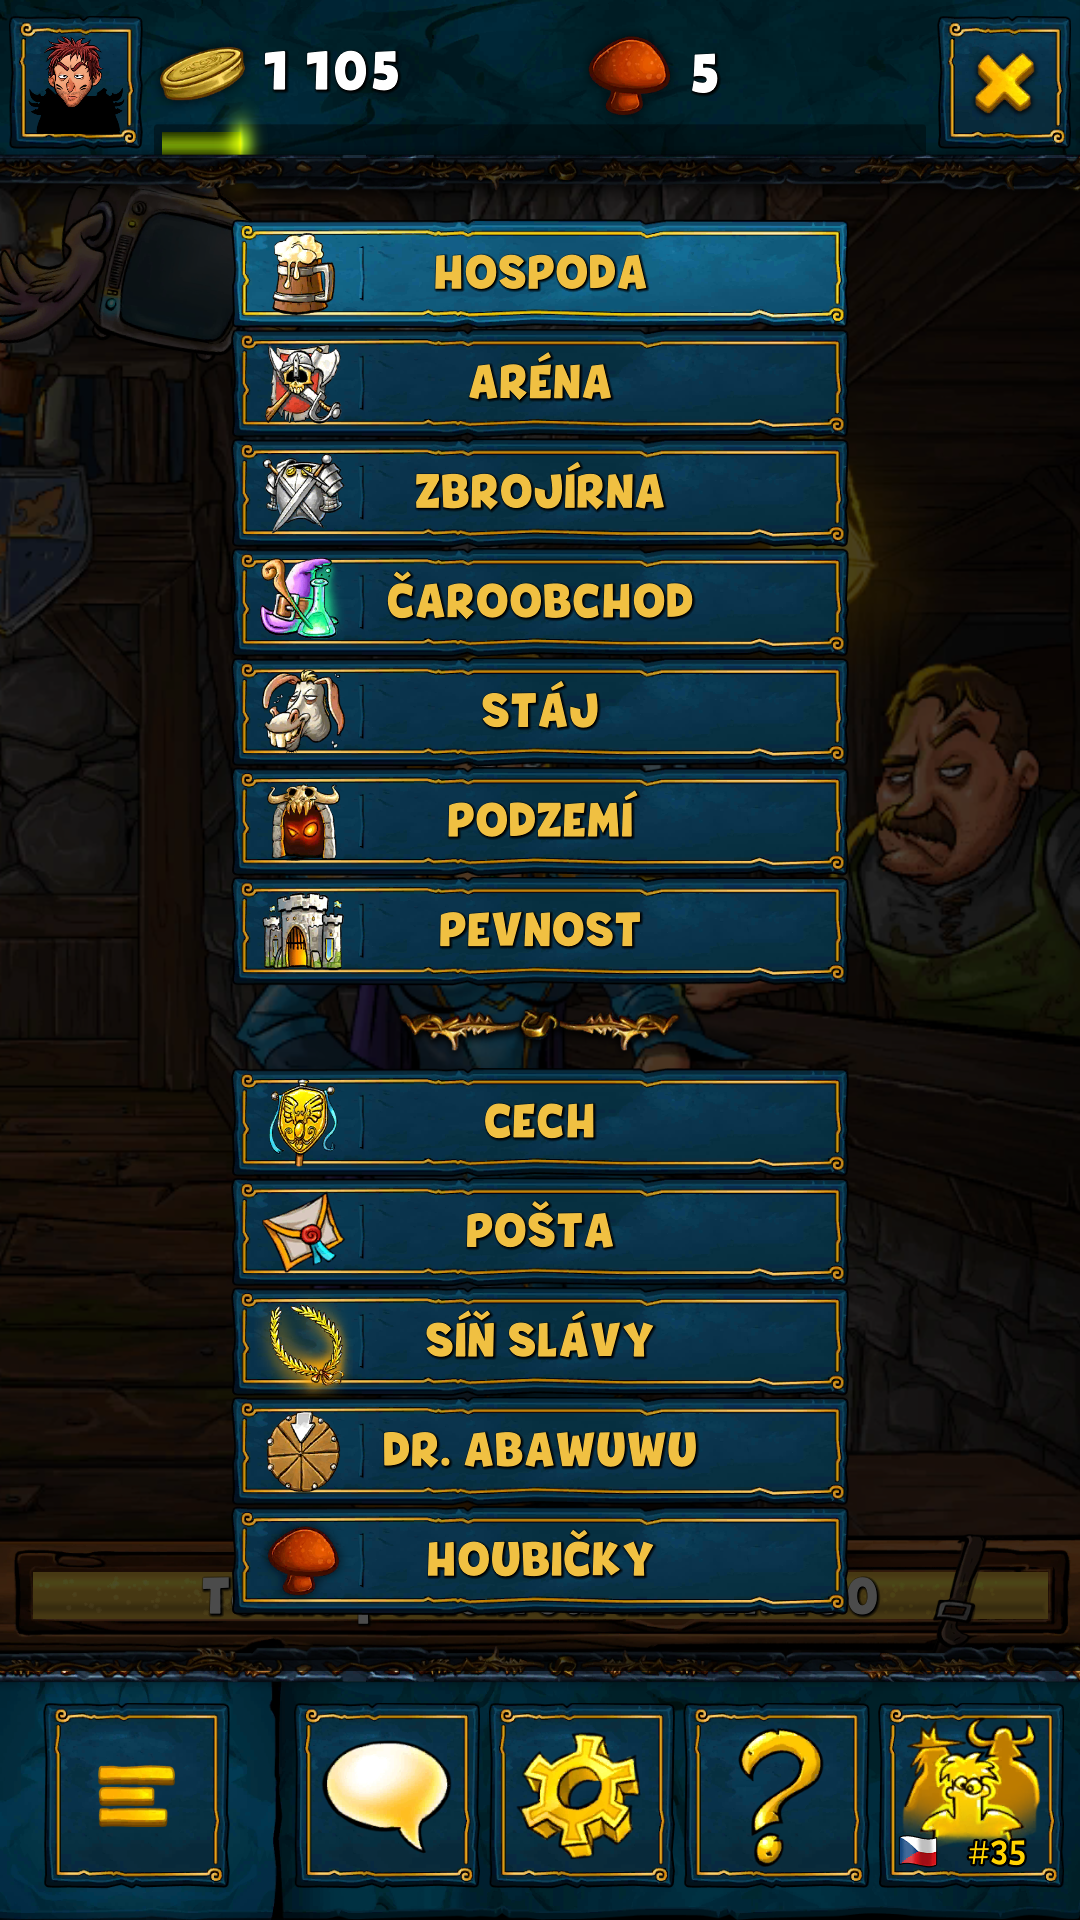 1 105
5
HOSPODA
ARÉNA
ZBROJÍRNA
ČAROOBCHOD
STÁJ
PODZEMÍ
PEVNOST
CECH
POŠTA
SÍŇ SLÁVY
DR. ABAWUWU
HOUBIČKY
#35